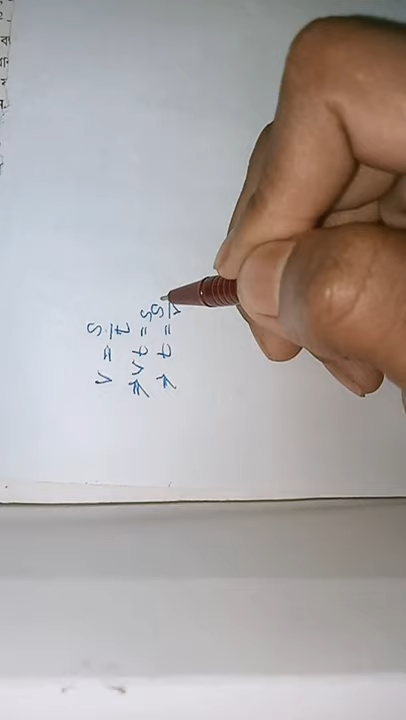 v = s/t
⇒ vt = s
⇒ t = s/v